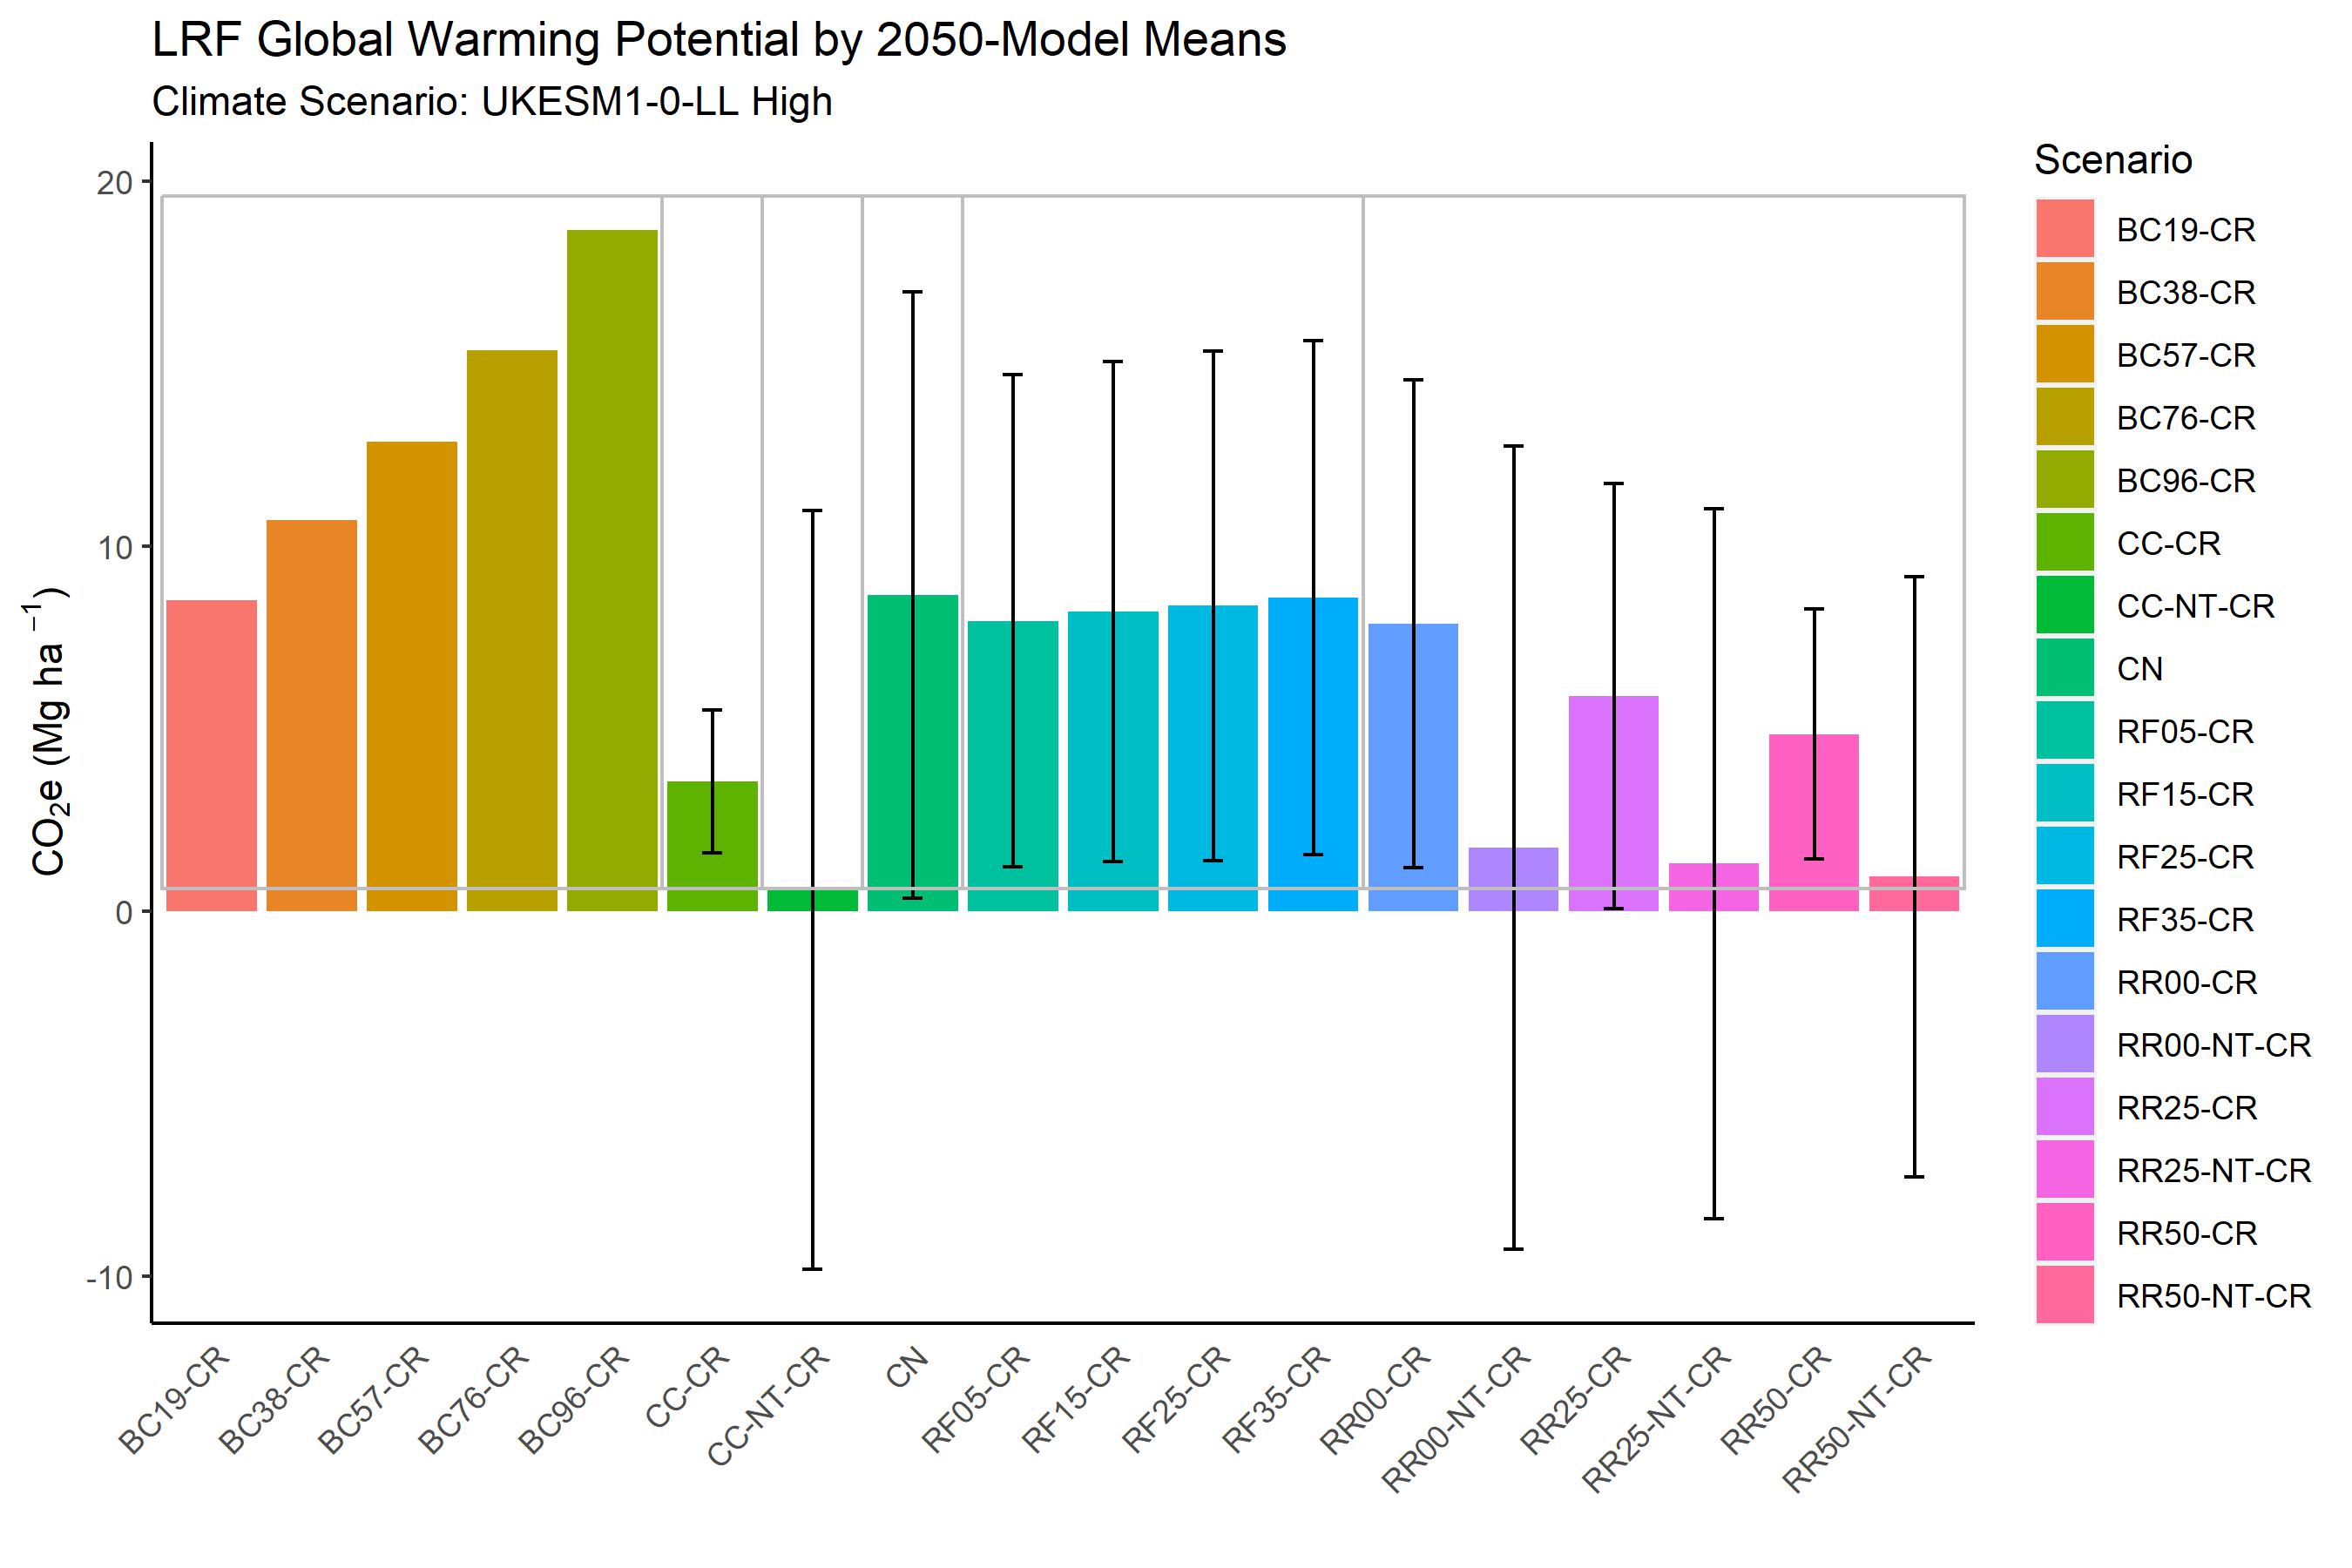 LRF Global Warming Potential by 2050-Model Means
Climate Scenario: UKESM1-0-LL High
CO₂e (Mg ha ⁻¹)
20
10
0
-10
BC19-CR
BC38-CR
BC57-CR
BC76-CR
BC96-CR
CC-CR
CC-NT-CR
CN
RF05-CR
RF15-CR
RF25-CR
RF35-CR
RR00-CR
RR00-NT-CR
RR25-CR
RR25-NT-CR
RR50-CR
RR50-NT-CR
Scenario
BC19-CR
BC38-CR
BC57-CR
BC76-CR
BC96-CR
CC-CR
CC-NT-CR
CN
RF05-CR
RF15-CR
RF25-CR
RF35-CR
RR00-CR
RR00-NT-CR
RR25-CR
RR25-NT-CR
RR50-CR
RR50-NT-CR